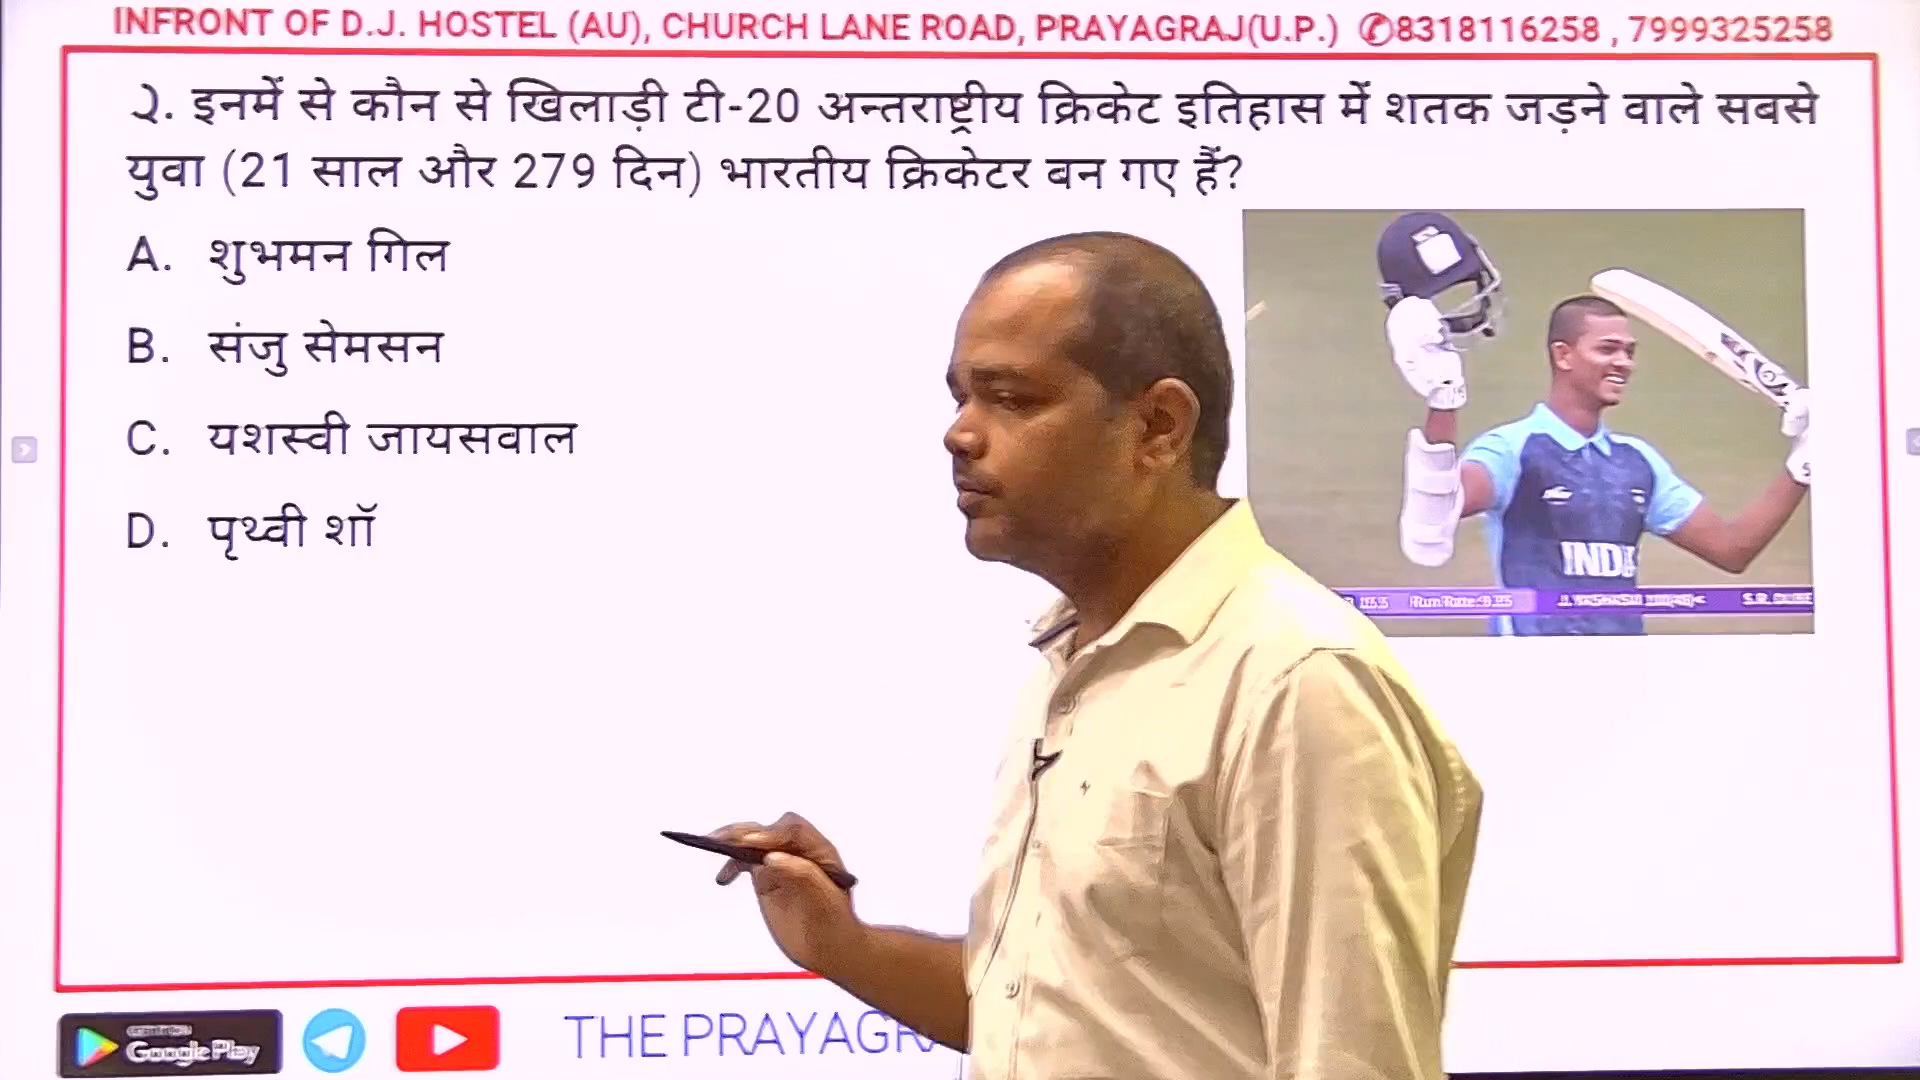 INFRONT OF D.J. HOSTEL (AU), CHURCH LANE ROAD, PRAYAGRAJ(U.P.) ✆8318116258 , 7999325258
Q. इनमें से कौन से खिलाड़ी टी-20 अन्तराष्ट्रीय क्रिकेट इतिहास में शतक जड़ने वाले सबसे
युवा (21 साल और 279 दिन) भारतीय क्रिकेटर बन गए हैं?
A. शुभमन गिल
B. संजु सेमसन
C. यशस्वी जायसवाल
D. पृथ्वी शॉ
INDIA
Run Rate:
Google Play
THE PRAYAGR